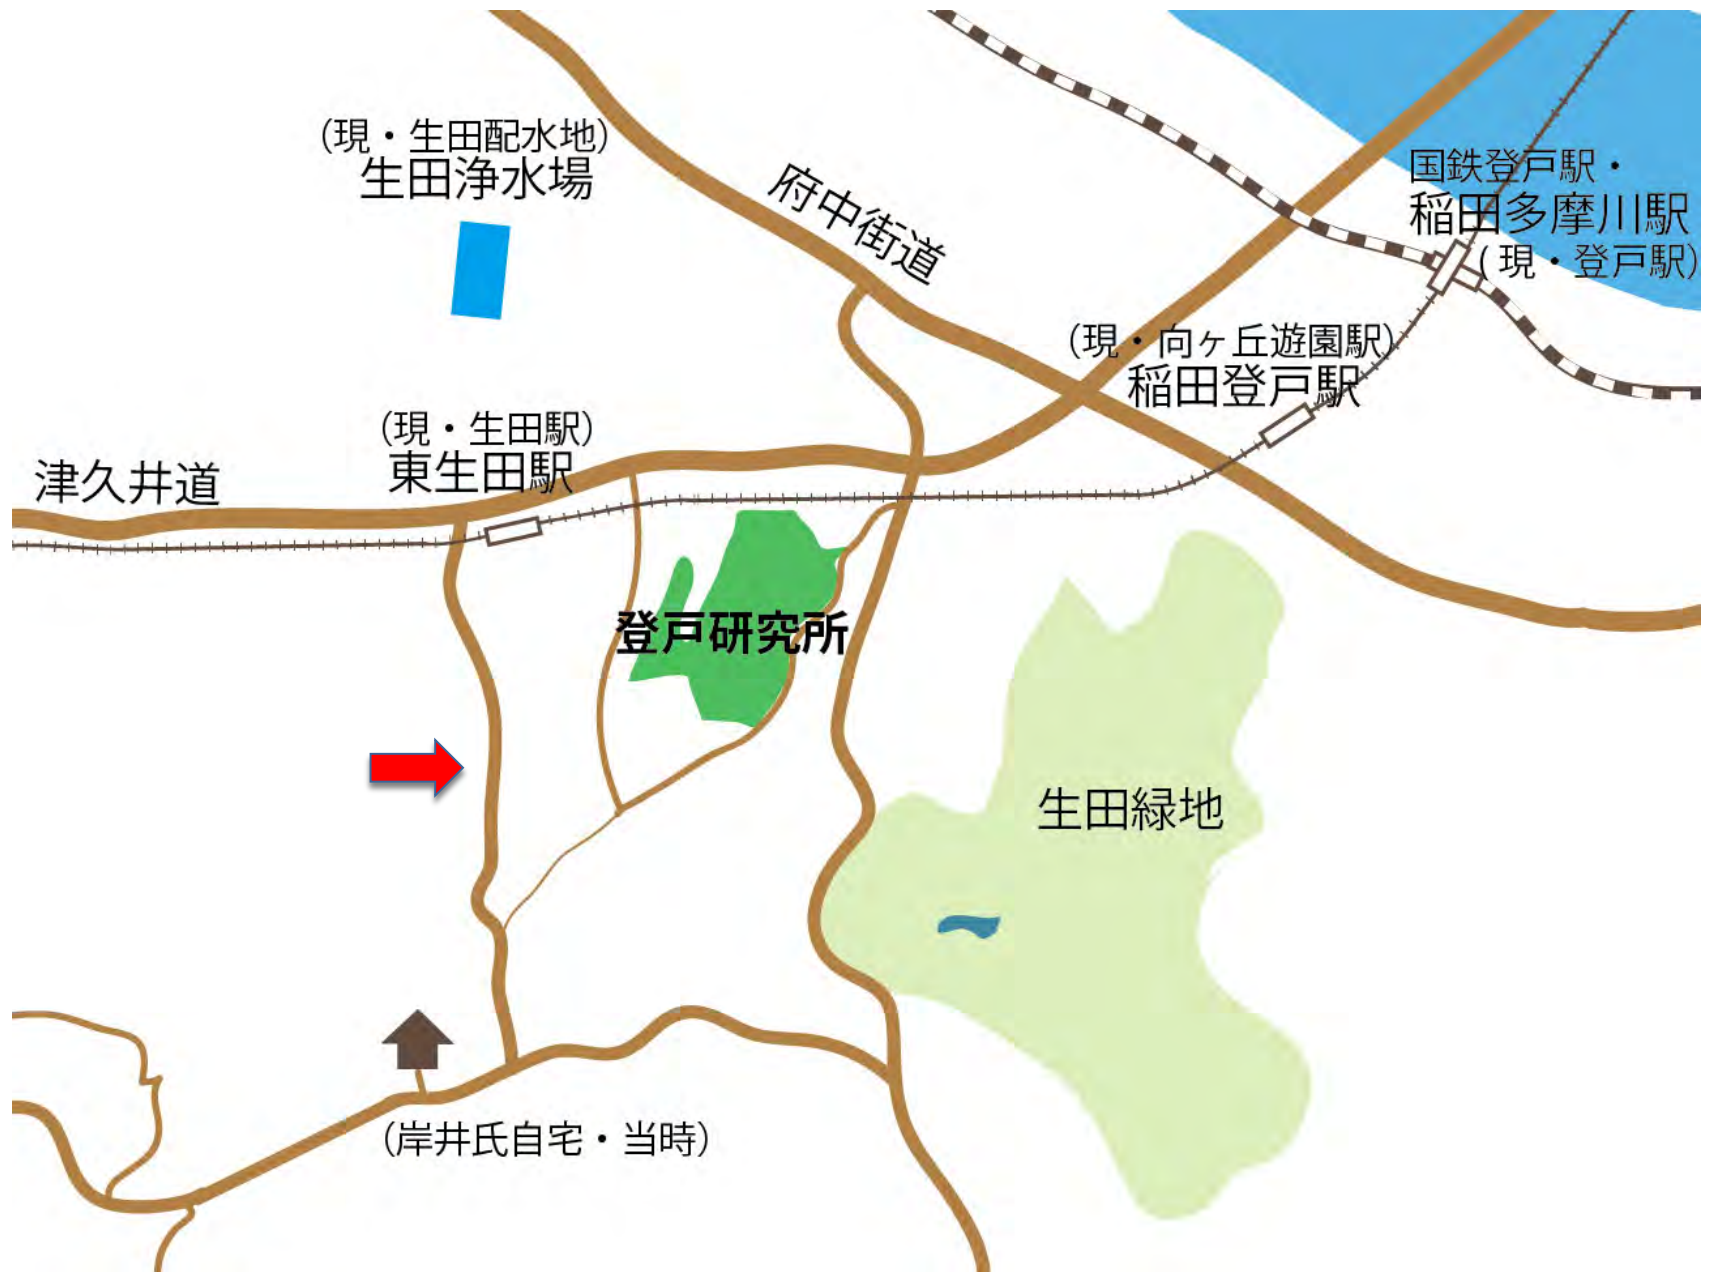 (現・生田配水地)
生田浄水場
府中街道
国鉄登戸駅・
稲田多摩川駅
(現・登戸駅)
(現・向ヶ丘遊園駅)
稲田登戸駅
(現・生田駅)
東生田駅
津久井道
登戸研究所
生田緑地
(岸井氏自宅・当時)